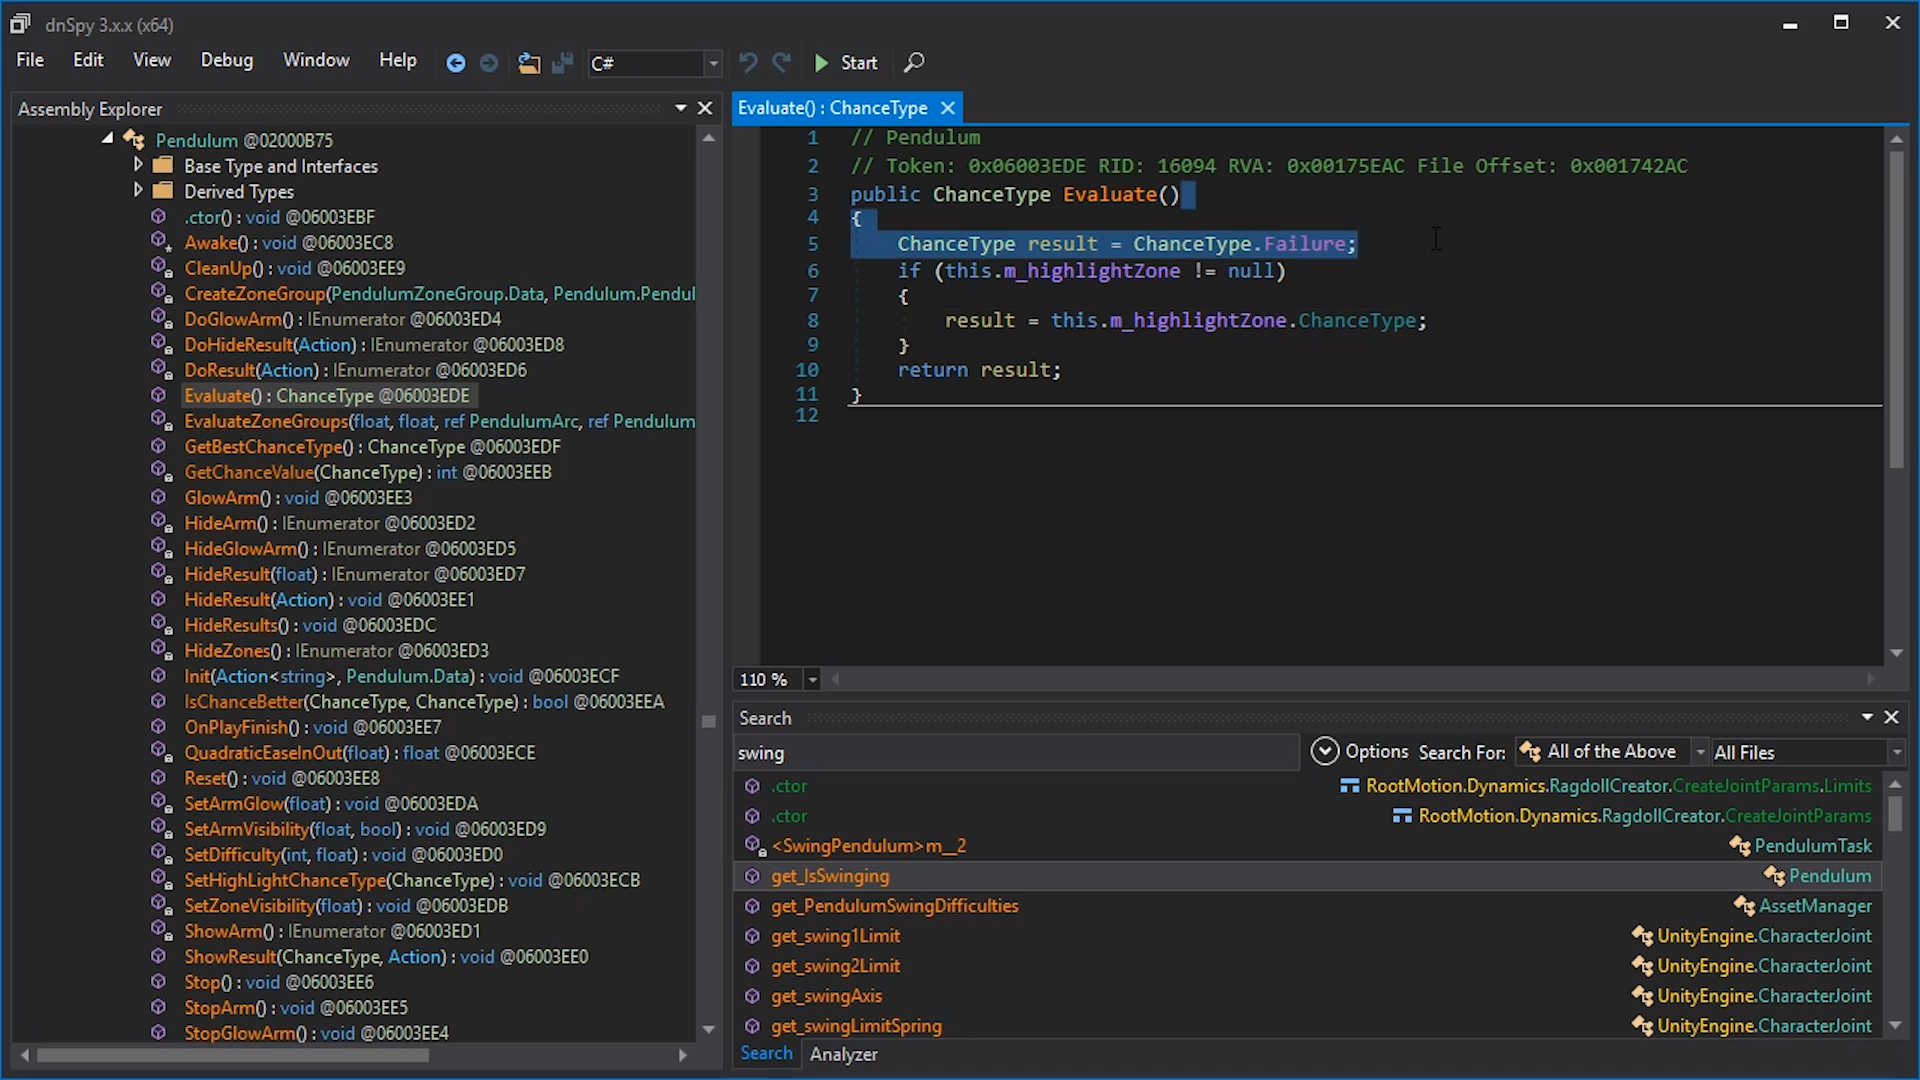 dnSpy 3.x.x (x64)
File Edit View Debug Window Help C# Start
Assembly Explorer
Pendulum @02000B75
Base Type and Interfaces
Derived Types
.ctor() : void @06003EBF
Awake() : void @06003EC8
CleanUp() : void @06003EE9
CreateZoneGroup(PendulumZoneGroup.Data, Pendulum.Pendul
DoGlowArm() : IEnumerator @06003ED4
DoHideResult(Action) : IEnumerator @06003ED8
DoResult(Action) : IEnumerator @06003ED6
Evaluate() : ChanceType @06003EDE
EvaluateZoneGroups(float, float, ref PendulumArc, ref Pendulum
GetBestChanceType() : ChanceType @06003EDF
GetChanceValue(ChanceType) : int @06003EEB
GlowArm() : void @06003EE3
HideArm() : IEnumerator @06003ED2
HideGlowArm() : IEnumerator @06003ED5
HideResult(float) : IEnumerator @06003ED7
HideResult(Action) : void @06003EE1
HideResults() : void @06003EDC
HideZones() : IEnumerator @06003ED3
Init(Action<string>, Pendulum.Data) : void @06003ECF
IsChanceBetter(ChanceType, ChanceType) : bool @06003EEA
OnPlayFinish() : void @06003EE7
QuadraticEaseInOut(float) : float @06003ECE
Reset() : void @06003EE8
SetArmGlow(float) : void @06003EDA
SetArmVisibility(float, bool) : void @06003ED9
SetDifficulty(int, float) : void @06003ED0
SetHighLightChanceType(ChanceType) : void @06003ECB
SetZoneVisibility(float) : void @06003EDB
ShowArm() : IEnumerator @06003ED1
ShowResult(ChanceType, Action) : void @06003EE0
Stop() : void @06003EE6
StopArm() : void @06003EE5
StopGlowArm() : void @06003EE4
Evaluate() : ChanceType
1 // Pendulum
2 // Token: 0x06003EDE RID: 16094 RVA: 0x00175EAC File Offset: 0x001742AC
3 public ChanceType Evaluate()
4 {
5 ChanceType result = ChanceType.Failure;
6 if (this.m_highlightZone != null)
7 {
8 result = this.m_highlightZone.ChanceType;
9 }
10 return result;
11 }
12
110 %
Search
swing Options Search For: All of the Above All Files
.ctor RootMotion.Dynamics.RagdollCreator.CreateJointParams.Limits
.ctor RootMotion.Dynamics.RagdollCreator.CreateJointParams
<SwingPendulum>m__2 PendulumTask
get_IsSwinging Pendulum
get_PendulumSwingDifficulties AssetManager
get_swing1Limit UnityEngine.CharacterJoint
get_swing2Limit UnityEngine.CharacterJoint
get_swingAxis UnityEngine.CharacterJoint
get_swingLimitSpring UnityEngine.CharacterJoint
Search Analyzer